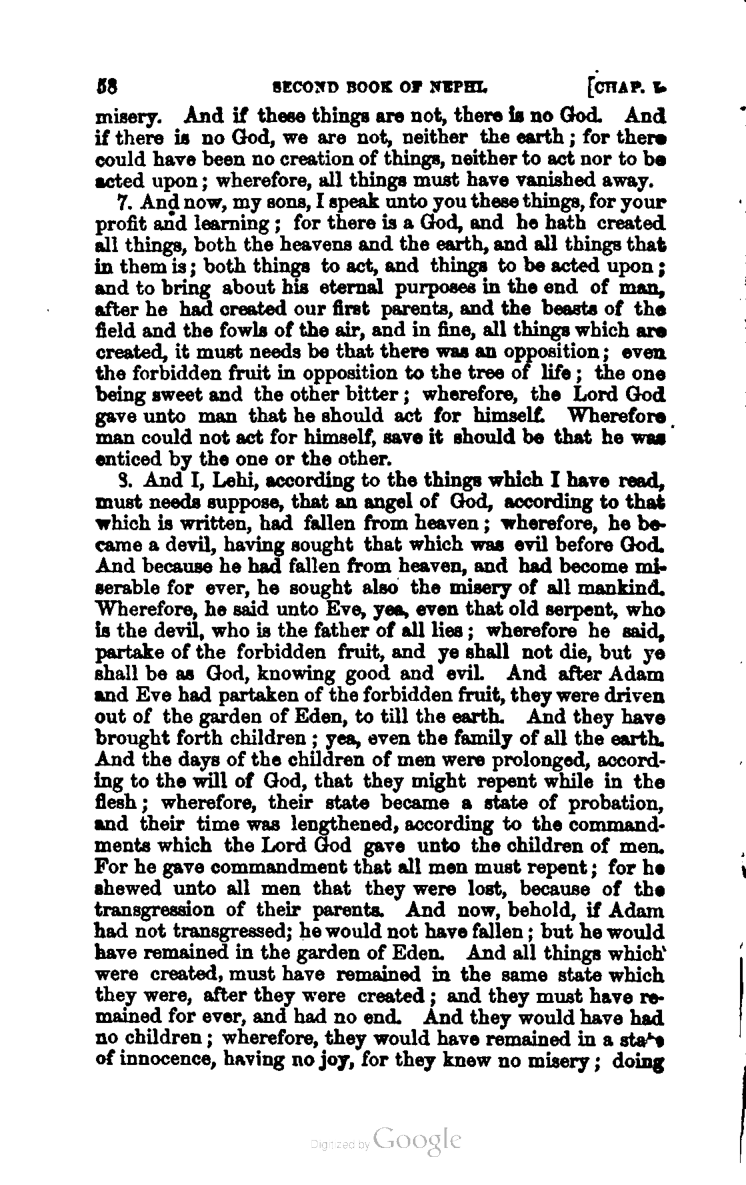 58 SECOND BOOK OF NEPHI. [CHAP. I.
misery. And if these things are not, there is no God. And
if there is no God, we are not, neither the earth; for there
could have been no creation of things, neither to act nor to be
acted upon; wherefore, all things must have vanished away.
7. And now, my sons, I speak unto you these things, for your
profit and learning; for there is a God, and he hath created
all things, both the heavens and the earth, and all things that
in them is; both things to act, and things to be acted upon;
and to bring about his eternal purposes in the end of man,
after he had created our first parents, and the beasts of the
field and the fowls of the air, and in fine, all things which are
created, it must needs be that there was an opposition; even
the forbidden fruit in opposition to the tree of life; the one
being sweet and the other bitter; wherefore, the Lord God
gave unto man that he should act for himself. Wherefore
man could not act for himself, save it should be that he was
enticed by the one or the other.
8. And I, Lehi, according to the things which I have read,
must needs suppose, that an angel of God, according to that
which is written, had fallen from heaven; wherefore, he be-
came a devil, having sought that which was evil before God.
And because he had fallen from heaven, and had become mi-
serable for ever, he sought also the misery of all mankind.
Wherefore, he said unto Eve, yea, even that old serpent, who
is the devil, who is the father of all lies; wherefore he said,
partake of the forbidden fruit, and ye shall not die, but ye
shall be as God, knowing good and evil. And after Adam
and Eve had partaken of the forbidden fruit, they were driven
out of the garden of Eden, to till the earth. And they have
brought forth children; yea, even the family of all the earth.
And the days of the children of men were prolonged, accord-
ing to the will of God, that they might repent while in the
flesh; wherefore, their state became a state of probation,
and their time was lengthened, according to the command-
ments which the Lord God gave unto the children of men.
For he gave commandment that all men must repent; for he
shewed unto all men that they were lost, because of the
transgression of their parents. And now, behold, if Adam
had not transgressed; he would not have fallen; but he would
have remained in the garden of Eden. And all things which
were created, must have remained in the same state which
they were, after they were created; and they must have re-
mained for ever, and had no end. And they would have had
no children; wherefore, they would have remained in a state
of innocence, having no joy, for they knew no misery; doing
Digitized by Google